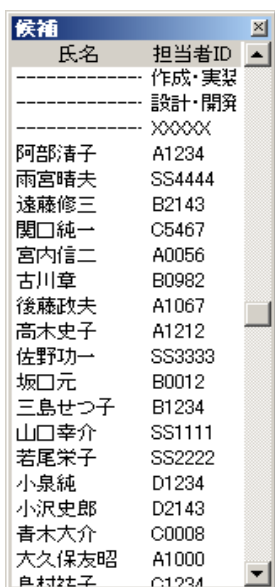 候補
氏名 担当者ID
------------- 作成・実装
------------- 設計・開発
------------- XXXXX
阿部清子 A1234
雨宮晴夫 SS4444
遠藤修三 B2143
関口純一 C5467
宮内信二 A0056
古川章 B0982
後藤政夫 A1067
高木史子 A1212
佐野功一 SS3333
坂口元 B0012
三島せつ子 B1234
山口幸介 SS1111
若尾栄子 SS2222
小泉純 D1234
小沢史郎 D2143
青木大介 C0008
大久保友昭 A1000
島村祐子 C1234